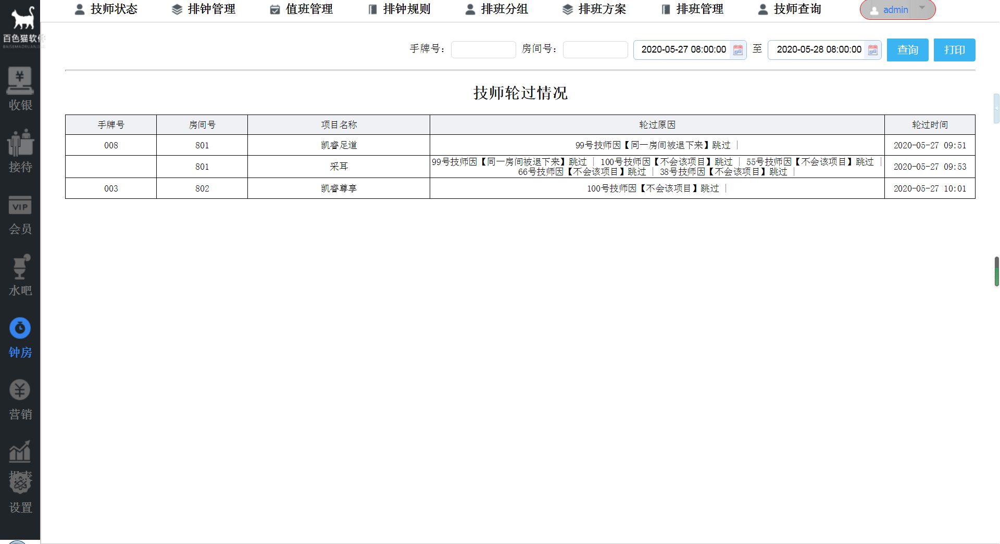 技师状态 排钟管理 值班管理 排钟规则 排班分组 排班方案 排班管理 技师查询 admin
百色猫软件
BAISEMAORUANJIAN
收银
接待
VIP
会员
水吧
钟房
营销
报表
设置
手牌号： 房间号： 2020-05-27 08:00:00 至 2020-05-28 08:00:00 查询 打印
技师轮过情况
手牌号 房间号 项目名称 轮过原因 轮过时间
008 801 凯睿足道 99号技师因【同一房间被退下来】跳过 | 2020-05-27 09:51
801 采耳 99号技师因【同一房间被退下来】跳过 | 100号技师因【不会该项目】跳过 | 55号技师因【不会该项目】跳过 | 2020-05-27 09:53
66号技师因【不会该项目】跳过 | 38号技师因【不会该项目】跳过 |
003 802 凯睿尊享 100号技师因【不会该项目】跳过 | 2020-05-27 10:01